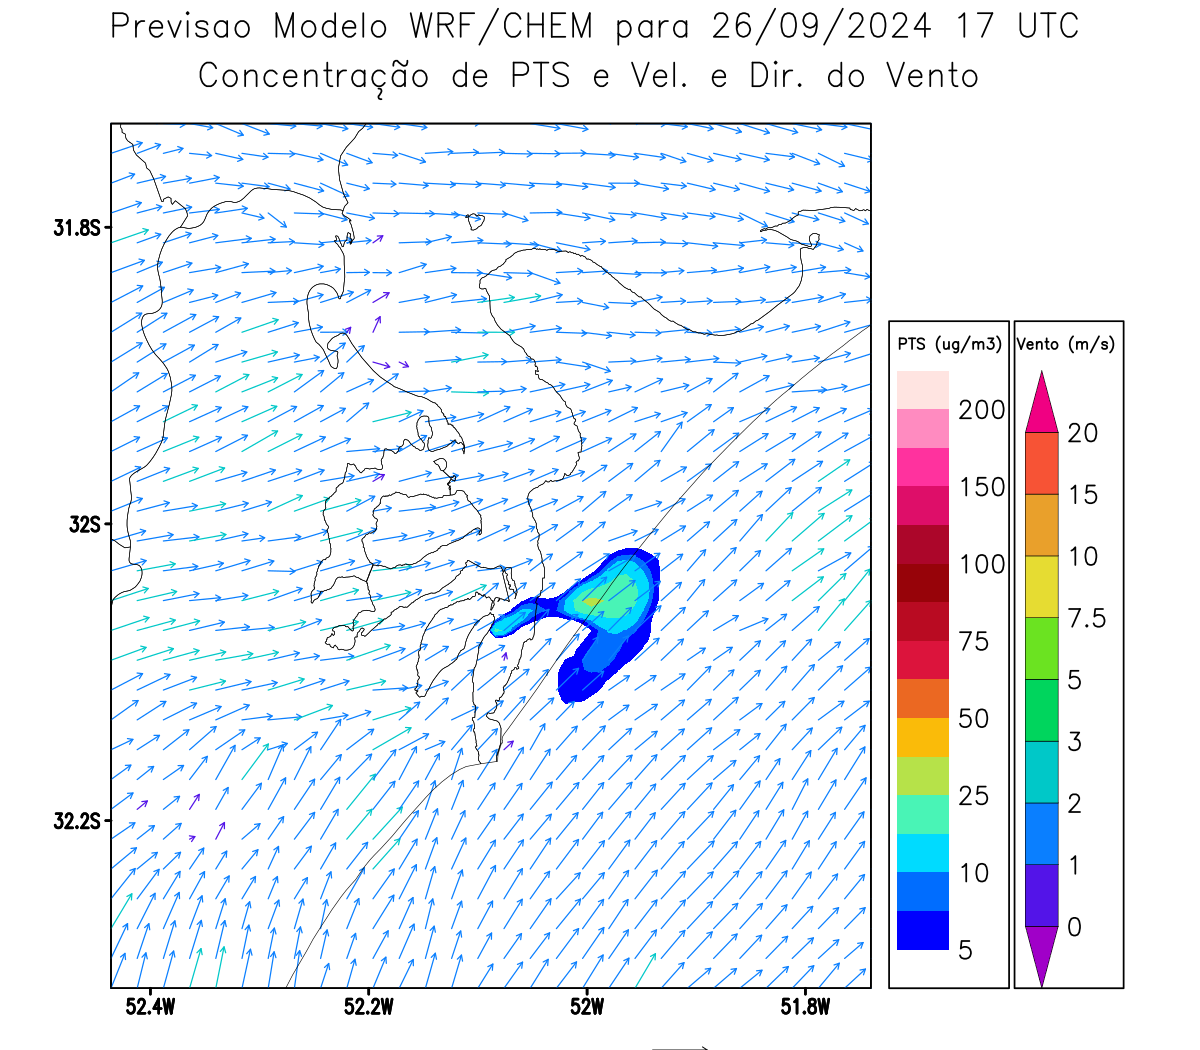 Previsao Modelo WRF/CHEM para 26/09/2024 17 UTC
Concentração de PTS e Vel. e Dir. do Vento
31.8S
32S
32.2S
52.4W 52.2W 52W 51.8W
PTS (ug/m3)
200
150
100
75
50
25
10
5
Vento (m/s)
20
15
10
7.5
5
3
2
1
0